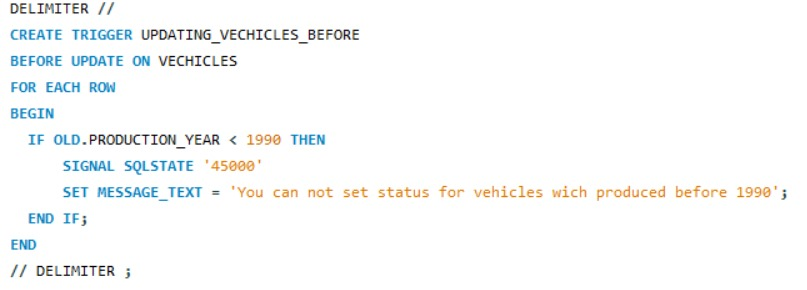 DELIMITER //
CREATE TRIGGER UPDATING_VECHICLES_BEFORE
BEFORE UPDATE ON VECHICLES
FOR EACH ROW
BEGIN
IF OLD.PRODUCTION_YEAR < 1990 THEN
SIGNAL SQLSTATE '45000'
SET MESSAGE_TEXT = 'You can not set status for vehicles wich produced before 1990';
END IF;
END
// DELIMITER ;